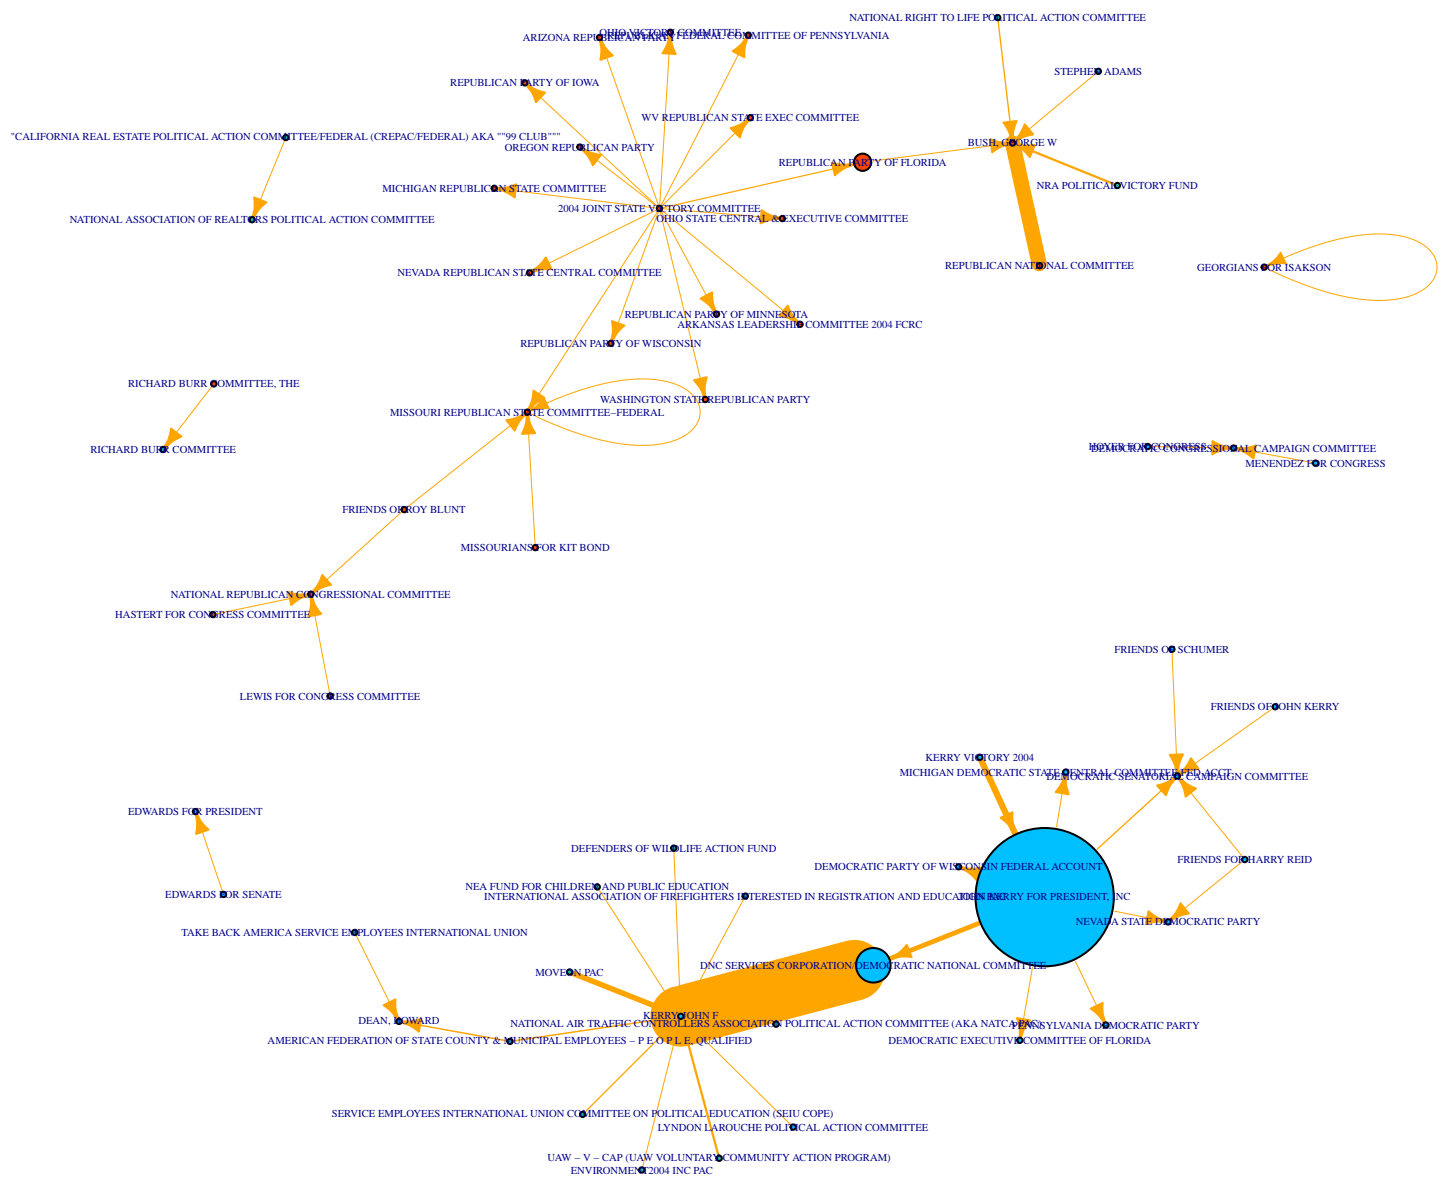 NATIONAL RIGHT TO LIFE POLITICAL ACTION COMMITTEE
OHIO VICTORY COMMITTEE
ARIZONA REPUBLICAN PARTY
REPUBLICAN FEDERAL COMMITTEE OF PENNSYLVANIA
STEPHEN ADAMS
REPUBLICAN PARTY OF IOWA
WV REPUBLICAN STATE EXEC COMMITTEE
"CALIFORNIA REAL ESTATE POLITICAL ACTION COMMITTEE/FEDERAL (CREPAC/FEDERAL) AKA ""99 CLUB"""
BUSH, GEORGE W
OREGON REPUBLICAN PARTY
REPUBLICAN PARTY OF FLORIDA
NRA POLITICAL VICTORY FUND
MICHIGAN REPUBLICAN STATE COMMITTEE
2004 JOINT STATE VICTORY COMMITTEE
OHIO STATE CENTRAL & EXECUTIVE COMMITTEE
NATIONAL ASSOCIATION OF REALTORS POLITICAL ACTION COMMITTEE
REPUBLICAN NATIONAL COMMITTEE
GEORGIANS FOR ISAKSON
NEVADA REPUBLICAN STATE CENTRAL COMMITTEE
REPUBLICAN PARTY OF MINNESOTA
ARKANSAS LEADERSHIP COMMITTEE 2004 FCRC
REPUBLICAN PARTY OF WISCONSIN
RICHARD BURR COMMITTEE, THE
WASHINGTON STATE REPUBLICAN PARTY
MISSOURI REPUBLICAN STATE COMMITTEE-FEDERAL
RICHARD BURR COMMITTEE
HOYER FOR CONGRESS
DEMOCRATIC CONGRESSIONAL CAMPAIGN COMMITTEE
MENENDEZ FOR CONGRESS
FRIENDS OF ROY BLUNT
MISSOURIANS FOR KIT BOND
NATIONAL REPUBLICAN CONGRESSIONAL COMMITTEE
HASTERT FOR CONGRESS COMMITTEE
FRIENDS OF SCHUMER
LEWIS FOR CONGRESS COMMITTEE
FRIENDS OF JOHN KERRY
KERRY VICTORY 2004
MICHIGAN DEMOCRATIC STATE CENTRAL COMMITTEE FED ACCT
DEMOCRATIC SENATORIAL CAMPAIGN COMMITTEE
EDWARDS FOR PRESIDENT
DEFENDERS OF WILDLIFE ACTION FUND
FRIENDS FOR HARRY REID
DEMOCRATIC PARTY OF WISCONSIN FEDERAL ACCOUNT
NEA FUND FOR CHILDREN AND PUBLIC EDUCATION
EDWARDS FOR SENATE
INTERNATIONAL ASSOCIATION OF FIREFIGHTERS INTERESTED IN REGISTRATION AND EDUCATION PAC
JOHN KERRY FOR PRESIDENT, INC
NEVADA STATE DEMOCRATIC PARTY
TAKE BACK AMERICA SERVICE EMPLOYEES INTERNATIONAL UNION
DNC SERVICES CORPORATION/DEMOCRATIC NATIONAL COMMITTEE
MOVEON PAC
KERRY, JOHN F
DEAN, HOWARD
NATIONAL AIR TRAFFIC CONTROLLERS ASSOCIATION POLITICAL ACTION COMMITTEE (AKA NATCA PAC)
PENNSYLVANIA DEMOCRATIC PARTY
AMERICAN FEDERATION OF STATE COUNTY & MUNICIPAL EMPLOYEES - P E O P L E, QUALIFIED
DEMOCRATIC EXECUTIVE COMMITTEE OF FLORIDA
SERVICE EMPLOYEES INTERNATIONAL UNION COMMITTEE ON POLITICAL EDUCATION (SEIU COPE)
LYNDON LAROUCHE POLITICAL ACTION COMMITTEE
UAW - V - CAP (UAW VOLUNTARY COMMUNITY ACTION PROGRAM)
ENVIRONMENT2004 INC PAC